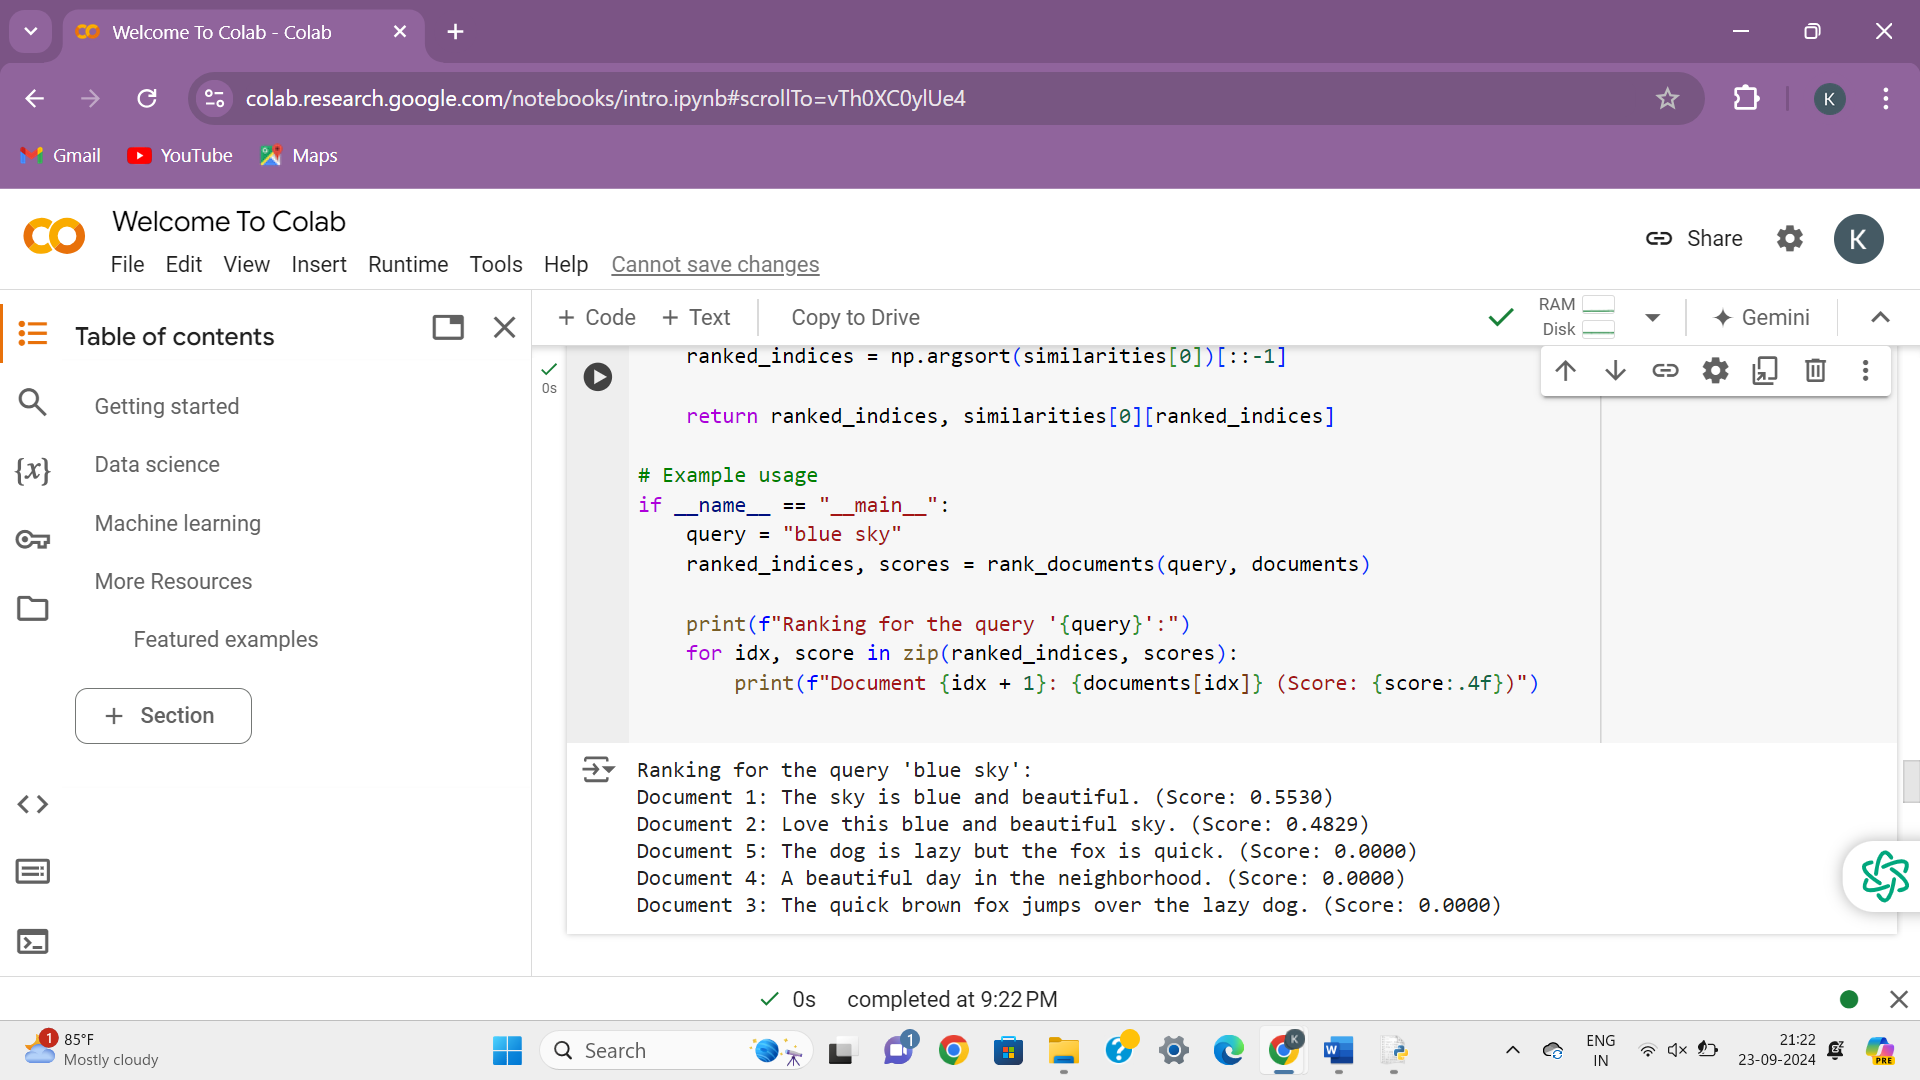 Welcome To Colab - Colab
colab.research.google.com/notebooks/intro.ipynb#scrollTo=vTh0XC0ylUe4
K
Gmail YouTube Maps
Welcome To Colab
File Edit View Insert Runtime Tools Help Cannot save changes
Share
K
Table of contents
+ Code + Text Copy to Drive
RAM
Disk
Gemini
Getting started
Data science
Machine learning
More Resources
Featured examples
+ Section
{x}
0s
    ranked_indices = np.argsort(similarities[0])[::-1]
    return ranked_indices, similarities[0][ranked_indices]
# Example usage
if __name__ == "__main__":
    query = "blue sky"
    ranked_indices, scores = rank_documents(query, documents)
    print(f"Ranking for the query '{query}':")
    for idx, score in zip(ranked_indices, scores):
        print(f"Document {idx + 1}: {documents[idx]} (Score: {score:.4f})")
Ranking for the query 'blue sky':
Document 1: The sky is blue and beautiful. (Score: 0.5530)
Document 2: Love this blue and beautiful sky. (Score: 0.4829)
Document 5: The dog is lazy but the fox is quick. (Score: 0.0000)
Document 4: A beautiful day in the neighborhood. (Score: 0.0000)
Document 3: The quick brown fox jumps over the lazy dog. (Score: 0.0000)
0s completed at 9:22 PM
1
85°F
Mostly cloudy
Search
1
K
W
ENG
IN
21:22
23-09-2024
PRE